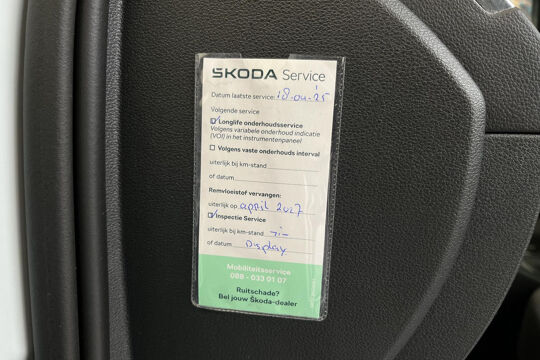 ŠKODA Service
Datum laatste service: 18-04-'25
Volgende service
Longlife onderhoudsservice
Volgens variabele onderhoud indicatie
(VOI) in het instrumentenpaneel
Volgens vaste onderhouds interval
uiterlijk bij km-stand
of datum
Remvloeistof vervangen:
uiterlijk op april 2027
Inspectie Service
uiterlijk bij km-stand
of datum Display
Mobiliteitsservice
088 - 033 01 07
Ruitschade?
Bel jouw Škoda-dealer